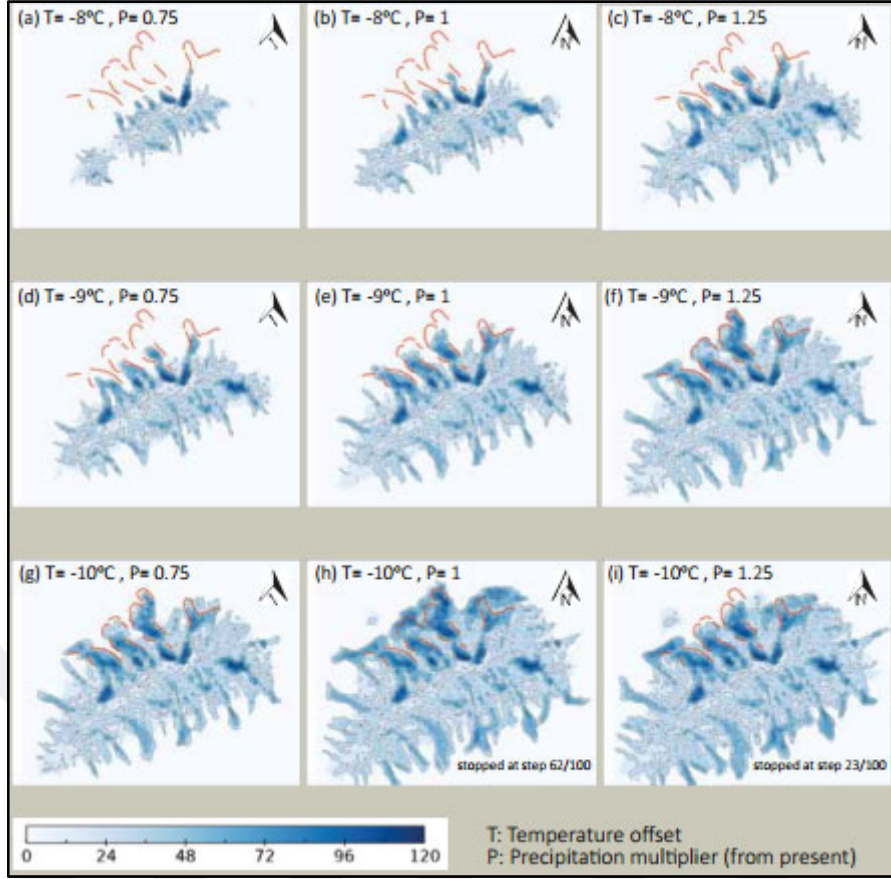 (a) T= -8ºC , P= 0.75
(b) T= -8ºC , P= 1
(c) T= -8ºC , P= 1.25
(d) T= -9ºC , P= 0.75
(e) T= -9ºC , P= 1
(f) T= -9ºC , P= 1.25
(g) T= -10ºC , P= 0.75
(h) T= -10ºC , P= 1
(i) T= -10ºC , P= 1.25
N
N
N
N
N
N
stopped at step 62/100
stopped at step 23/100
0 24 48 72 96 120
T: Temperature offset
P: Precipitation multiplier (from present)